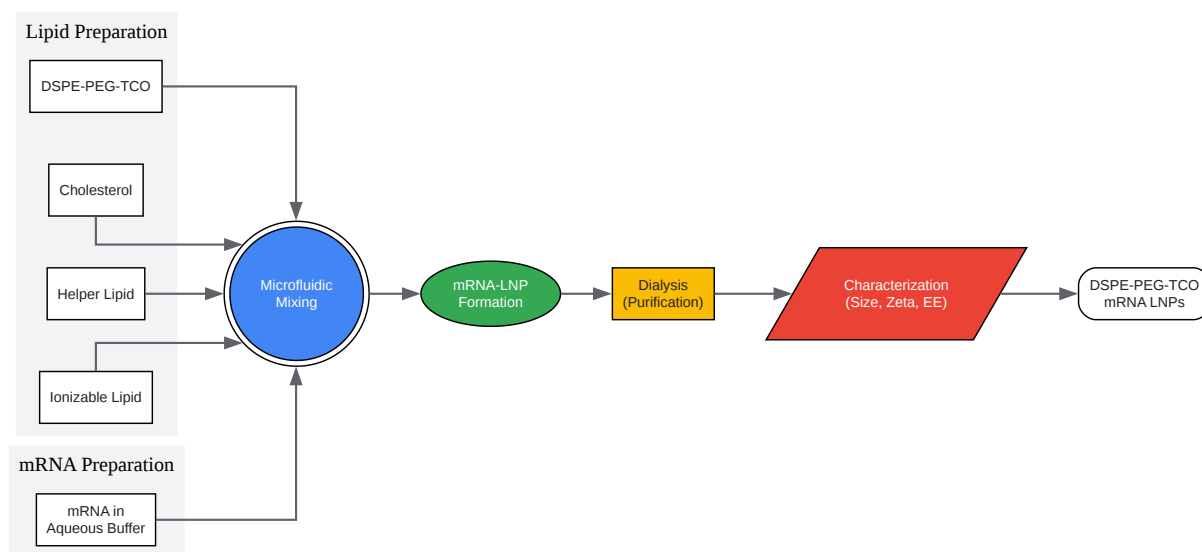 Lipid Preparation
DSPE-PEG-TCO
Cholesterol
Helper Lipid
Ionizable Lipid
mRNA Preparation
mRNA in
Aqueous Buffer
Microfluidic
Mixing
mRNA-LNP
Formation
Dialysis
(Purification)
Characterization
(Size, Zeta, EE)
DSPE-PEG-TCO
mRNA LNPs